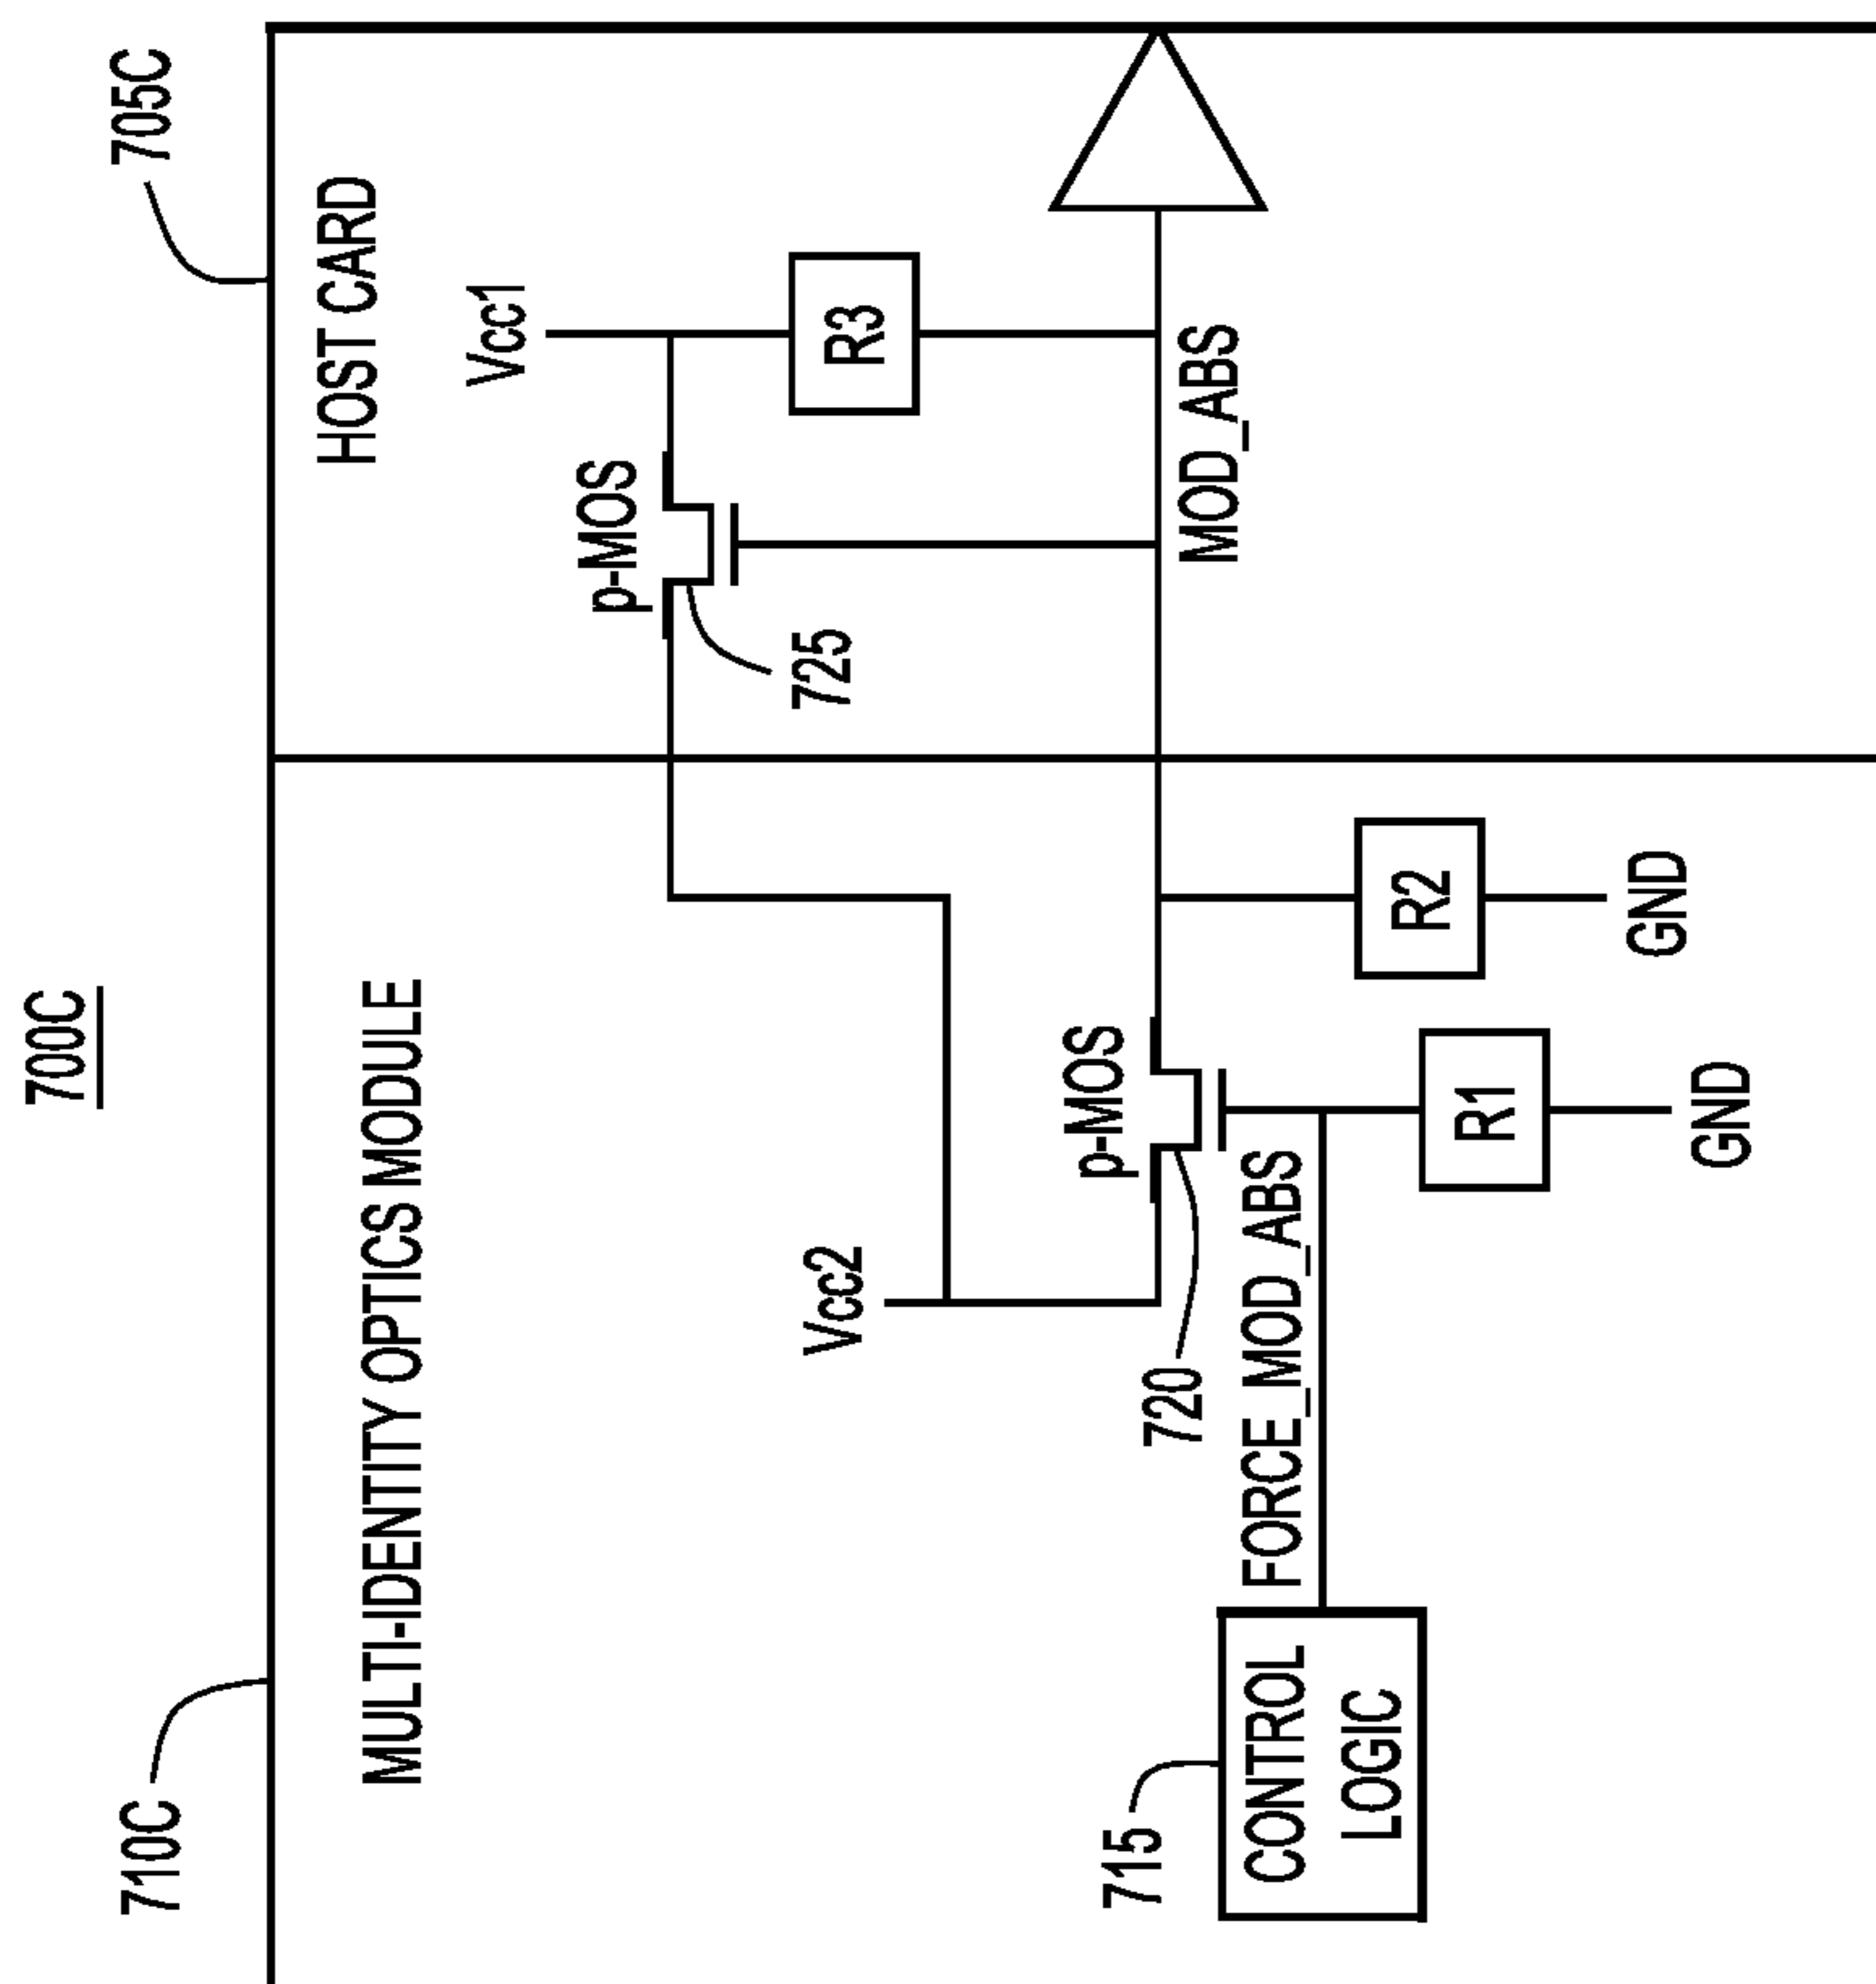 700C
710C
705C
MULTI-IDENTITY OPTICS MODULE
HOST CARD
Vcc1
p-MOS
725
R3
Vcc2
p-MOS
720
MOD_ABS
715
CONTROL
LOGIC
FORCE_MOD_ABS
R1
GND
R2
GND